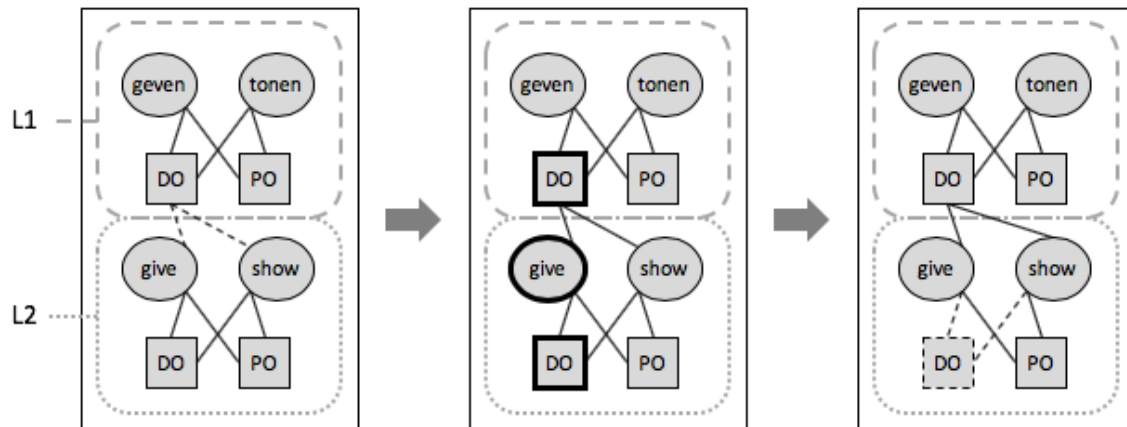 geven tonen geven tonen geven tonen
L1
DO PO DO PO DO PO
give show give show give show
L2
DO PO DO PO DO PO